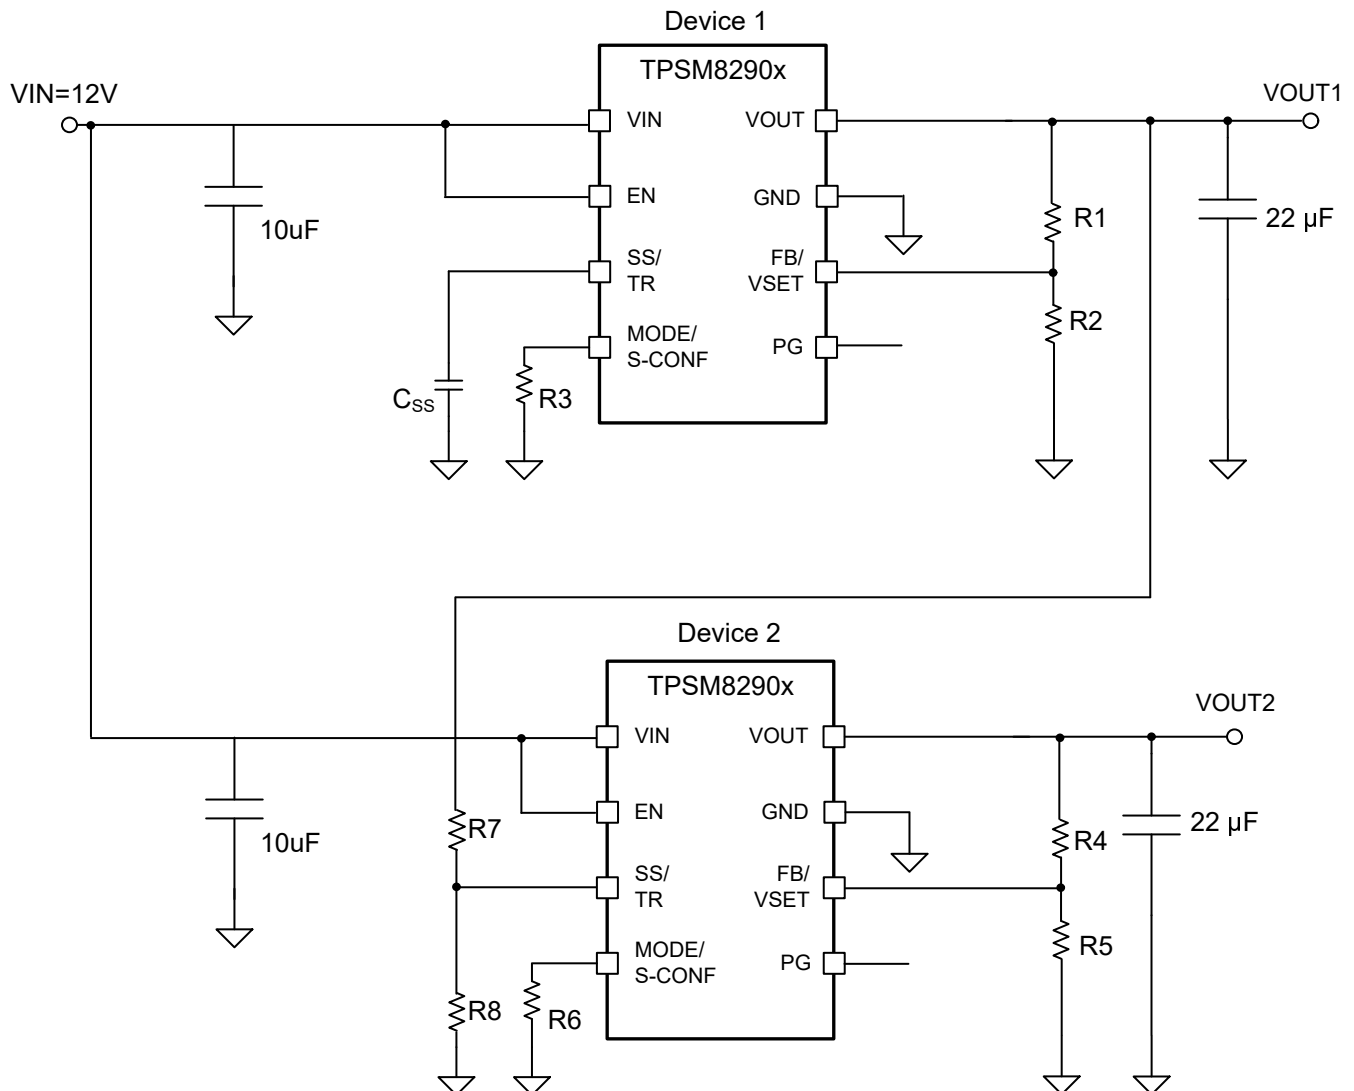 Device 1
TPSM8290x
VIN=12V
VOUT1
VIN
VOUT
EN
GND
10uF
R1
22 µF
SS/
TR
FB/
VSET
R2
MODE/
S-CONF
PG
CSS
R3
Device 2
TPSM8290x
VOUT2
VIN
VOUT
EN
GND
10uF
R7
R4
22 µF
SS/
TR
FB/
VSET
R5
MODE/
S-CONF
PG
R8
R6